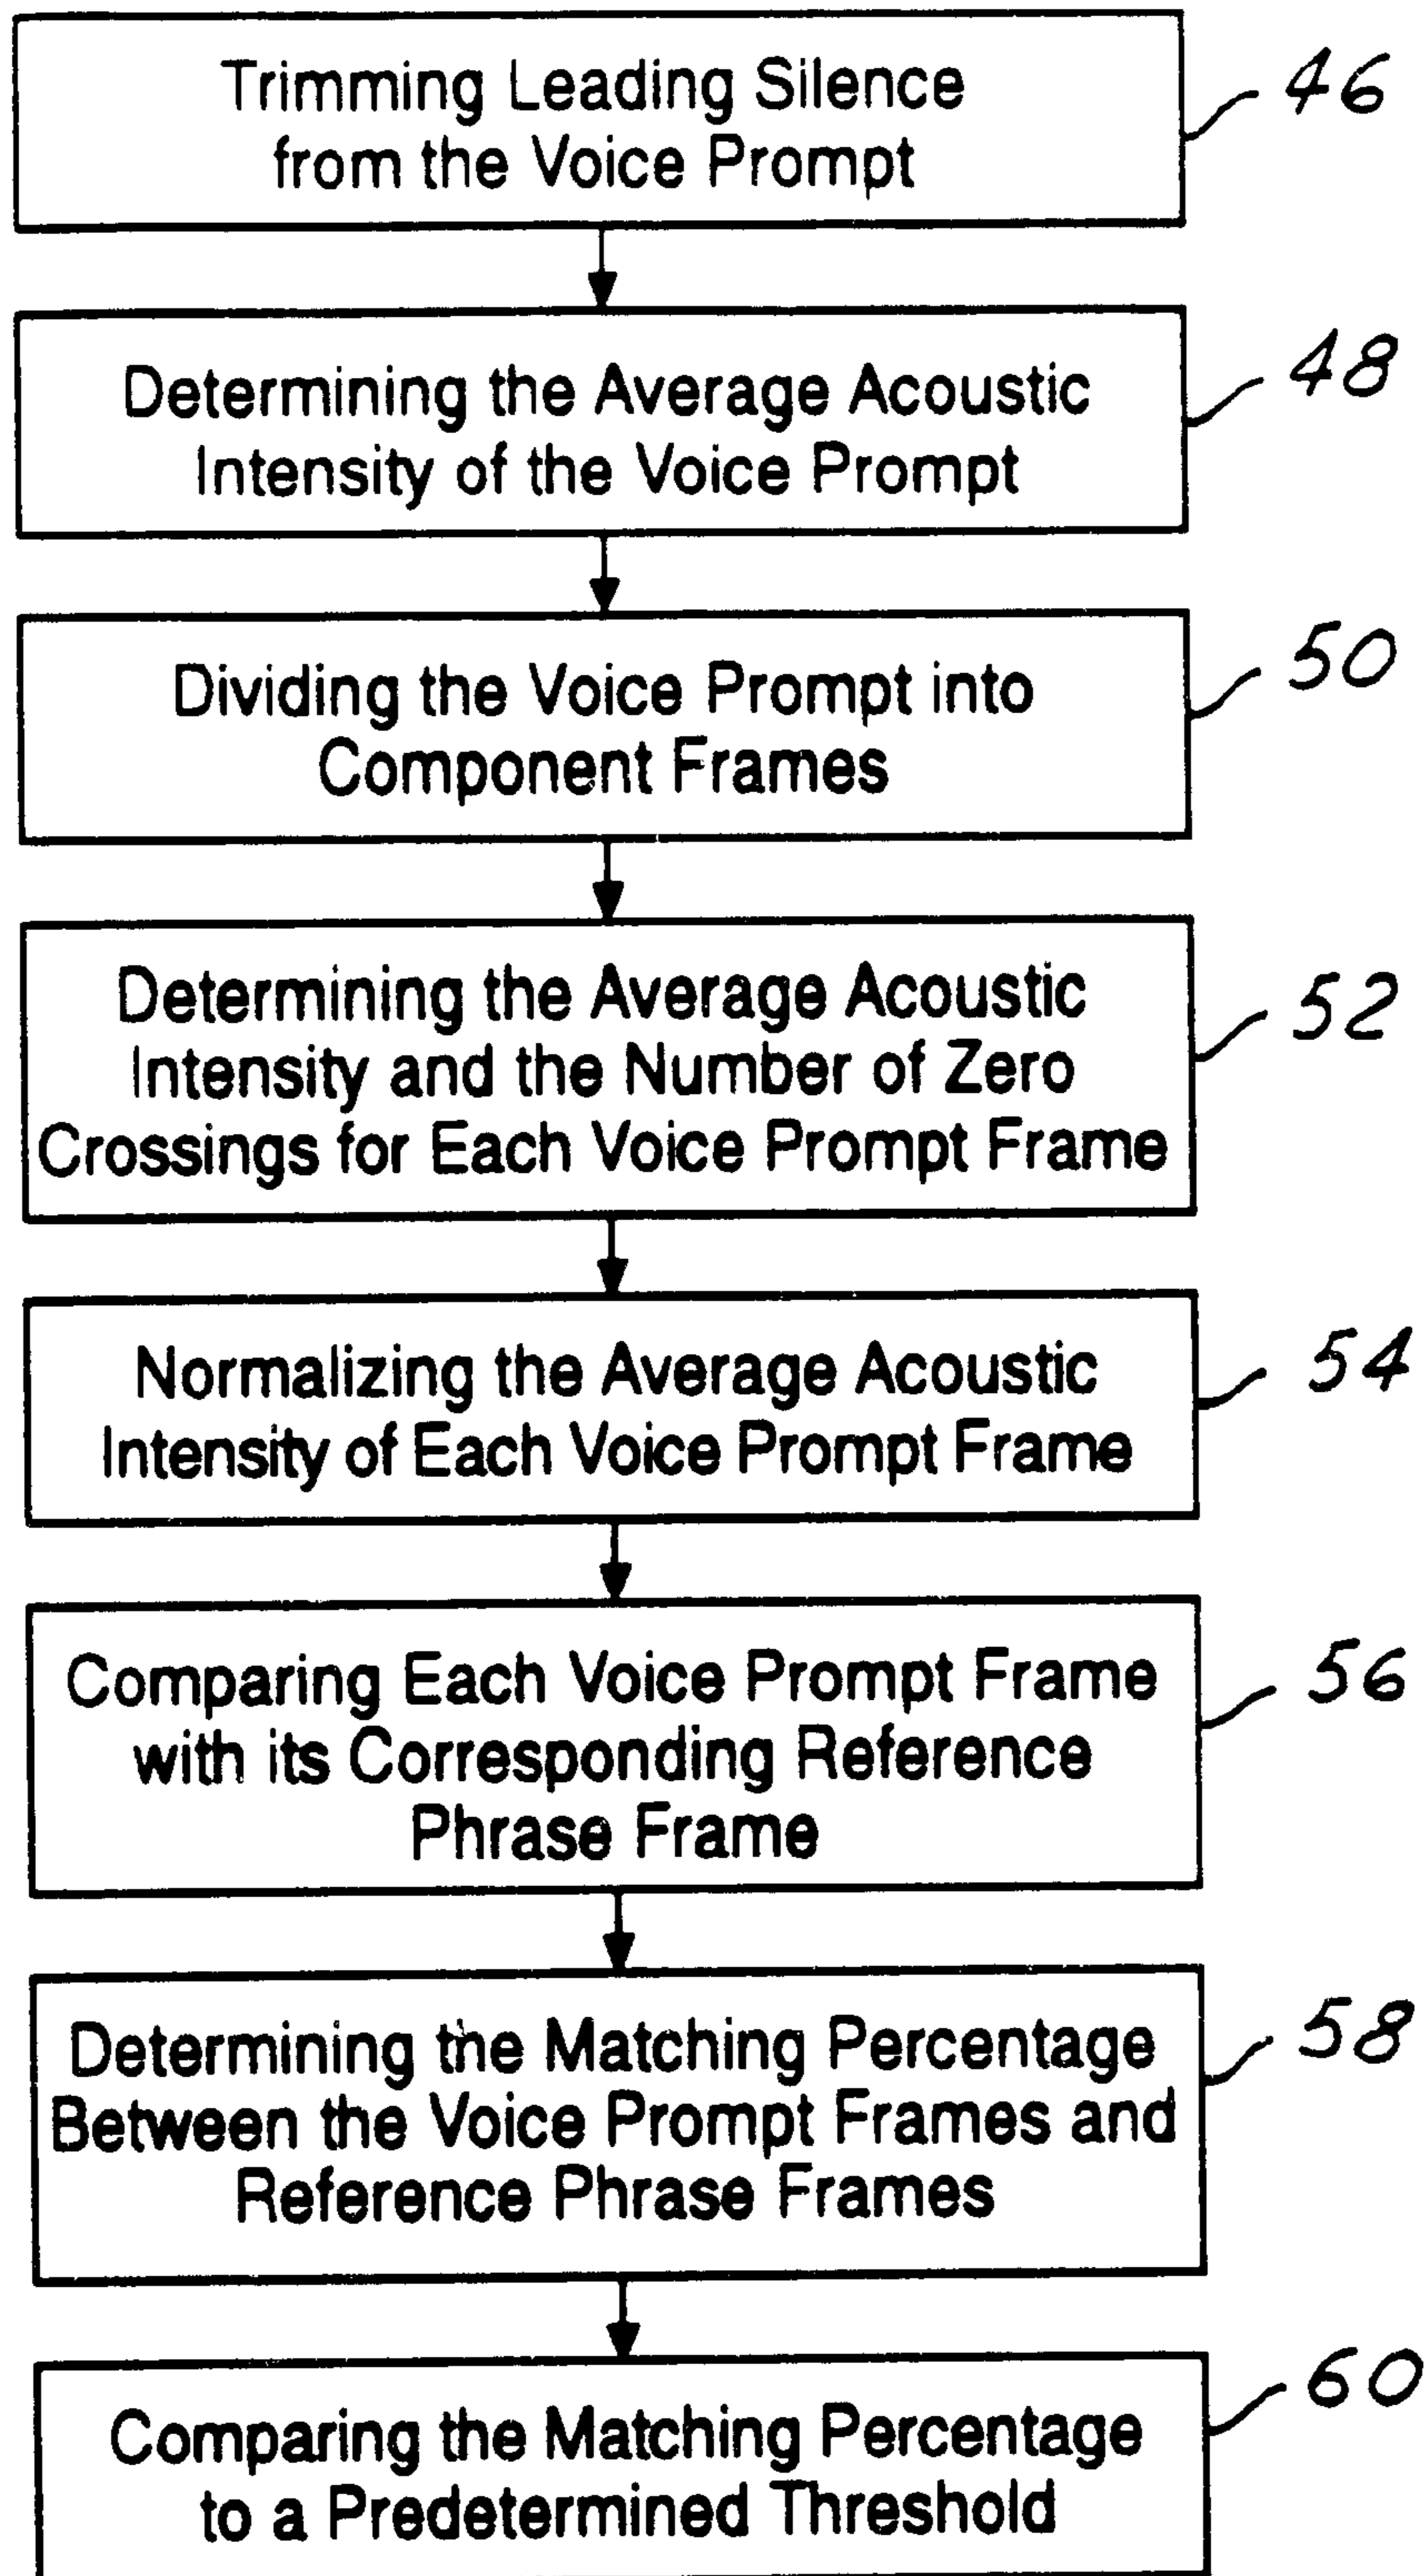 Trimming Leading Silence
from the Voice Prompt
46
Determining the Average Acoustic
Intensity of the Voice Prompt
48
Dividing the Voice Prompt into
Component Frames
50
Determining the Average Acoustic
Intensity and the Number of Zero
Crossings for Each Voice Prompt Frame
52
Normalizing the Average Acoustic
Intensity of Each Voice Prompt Frame
54
Comparing Each Voice Prompt Frame
with its Corresponding Reference
Phrase Frame
56
Determining the Matching Percentage
Between the Voice Prompt Frames and
Reference Phrase Frames
58
Comparing the Matching Percentage
to a Predetermined Threshold
60